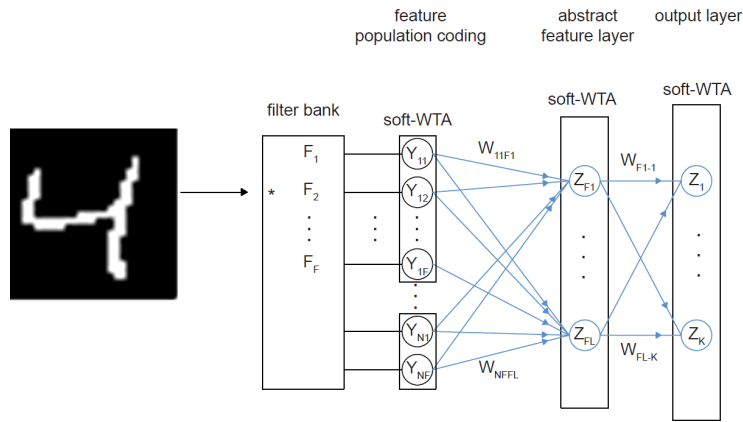 feature
population coding
abstract
feature layer
output layer
filter bank
soft-WTA
soft-WTA
soft-WTA
F1
*
F2
FF
Y11
Y12
Y1F
YN1
YNF
W11F1
WNFFL
ZF1
ZFL
WF1-1
WFL-K
Z1
ZK